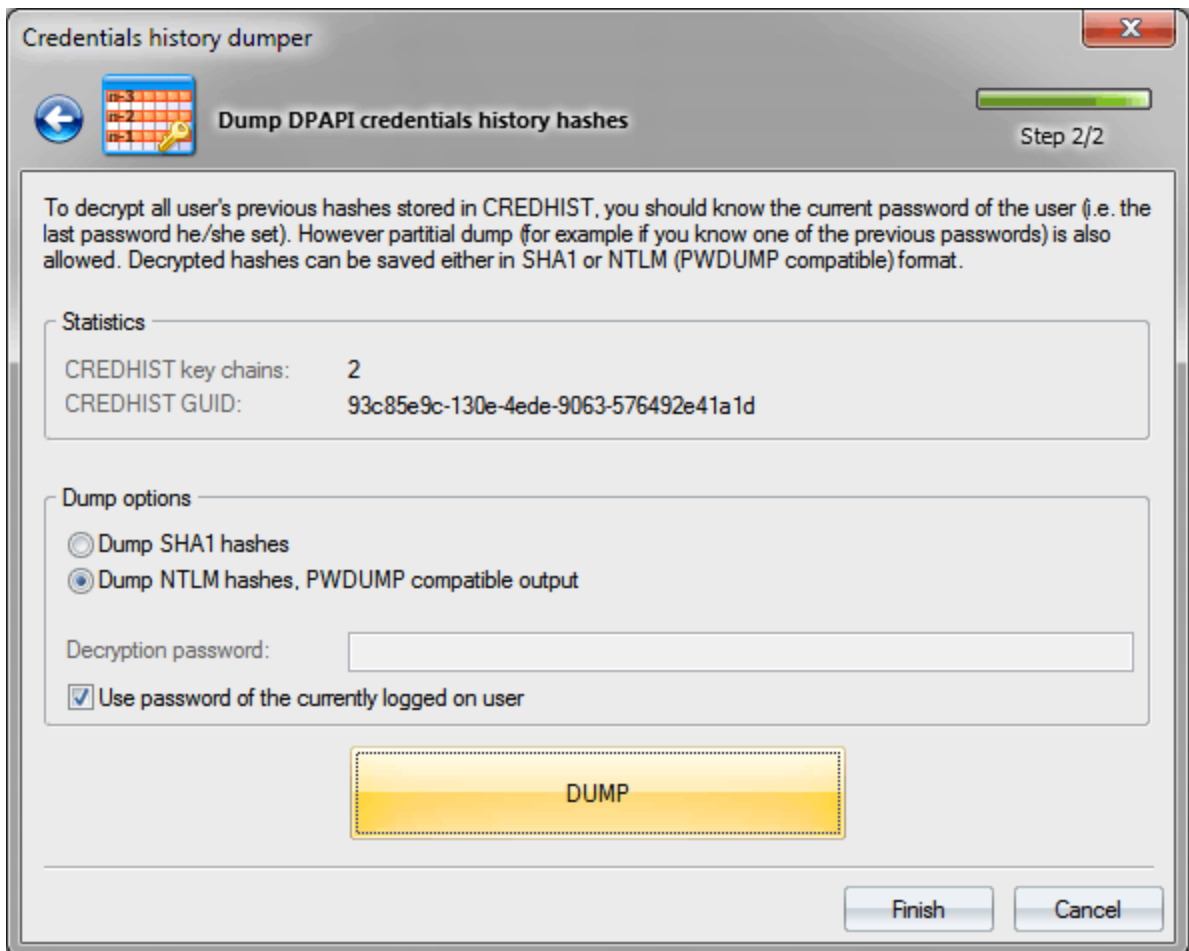 Credentials history dumper
X
n-3
n-2
n-1
Dump DPAPI credentials history hashes
Step 2/2
To decrypt all user's previous hashes stored in CREDHIST, you should know the current password of the user (i.e. the
last password he/she set). However partitial dump (for example if you know one of the previous passwords) is also
allowed. Decrypted hashes can be saved either in SHA1 or NTLM (PWDUMP compatible) format.
Statistics
CREDHIST key chains: 2
CREDHIST GUID: 93c85e9c-130e-4ede-9063-576492e41a1d
Dump options
Dump SHA1 hashes
Dump NTLM hashes, PWDUMP compatible output
Decryption password:
Use password of the currently logged on user
DUMP
Finish Cancel